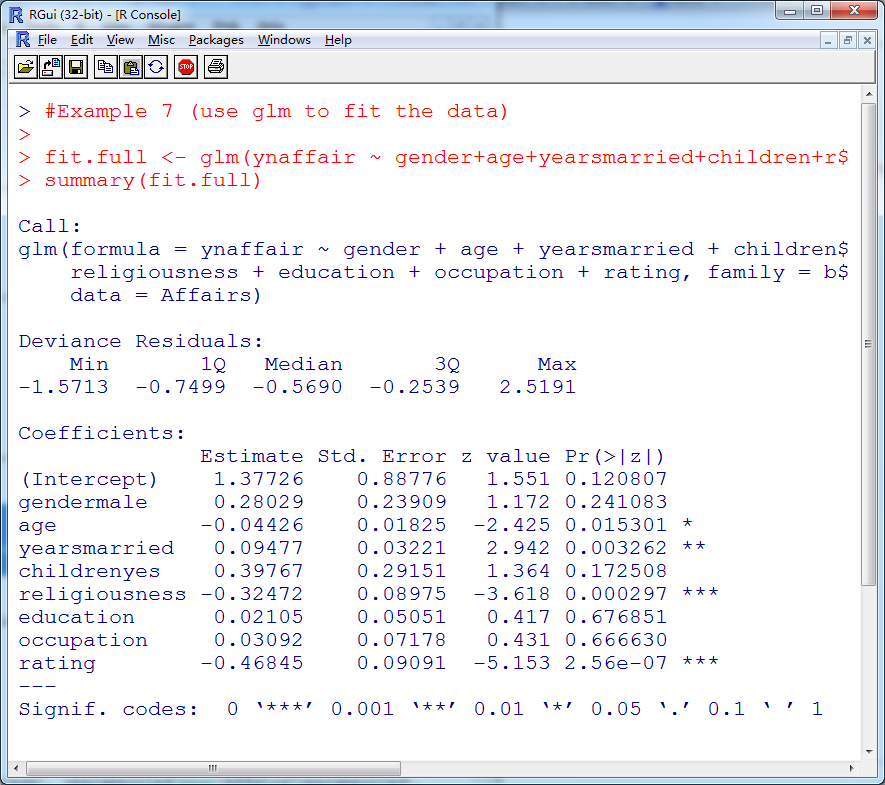 RGui (32-bit) - [R Console]
File Edit View Misc Packages Windows Help
STOP
> #Example 7 (use glm to fit the data)
>
> fit.full <- glm(ynaffair ~ gender+age+yearsmarried+children+r$
> summary(fit.full)
Call:
glm(formula = ynaffair ~ gender + age + yearsmarried + children$
    religiousness + education + occupation + rating, family = b$
    data = Affairs)
Deviance Residuals:
    Min       1Q   Median       3Q      Max
-1.5713  -0.7499  -0.5690  -0.2539   2.5191
Coefficients:
              Estimate Std. Error z value Pr(>|z|)
(Intercept)    1.37726    0.88776   1.551 0.120807
gendermale     0.28029    0.23909   1.172 0.241083
age           -0.04426    0.01825  -2.425 0.015301 *
yearsmarried   0.09477    0.03221   2.942 0.003262 **
childrenyes    0.39767    0.29151   1.364 0.172508
religiousness -0.32472    0.08975  -3.618 0.000297 ***
education      0.02105    0.05051   0.417 0.676851
occupation     0.03092    0.07178   0.431 0.666630
rating        -0.46845    0.09091  -5.153 2.56e-07 ***
---
Signif. codes:  0 ‘***’ 0.001 ‘**’ 0.01 ‘*’ 0.05 ‘.’ 0.1 ‘ ’ 1